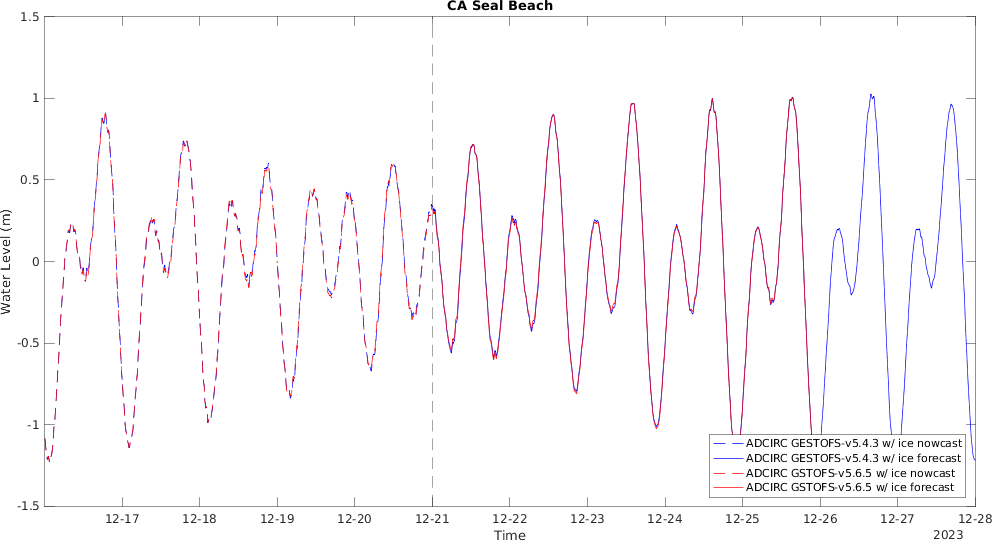 CA Seal Beach
1.5
1
0.5
0
-0.5
-1
-1.5
Water Level (m)
ADCIRC GESTOFS-v5.4.3 w/ ice nowcast
ADCIRC GESTOFS-v5.4.3 w/ ice forecast
ADCIRC GSTOFS-v5.6.5 w/ ice nowcast
ADCIRC GSTOFS-v5.6.5 w/ ice forecast
12-17 12-18 12-19 12-20 12-21 12-22 12-23 12-24 12-25 12-26 12-27 12-28
Time
2023